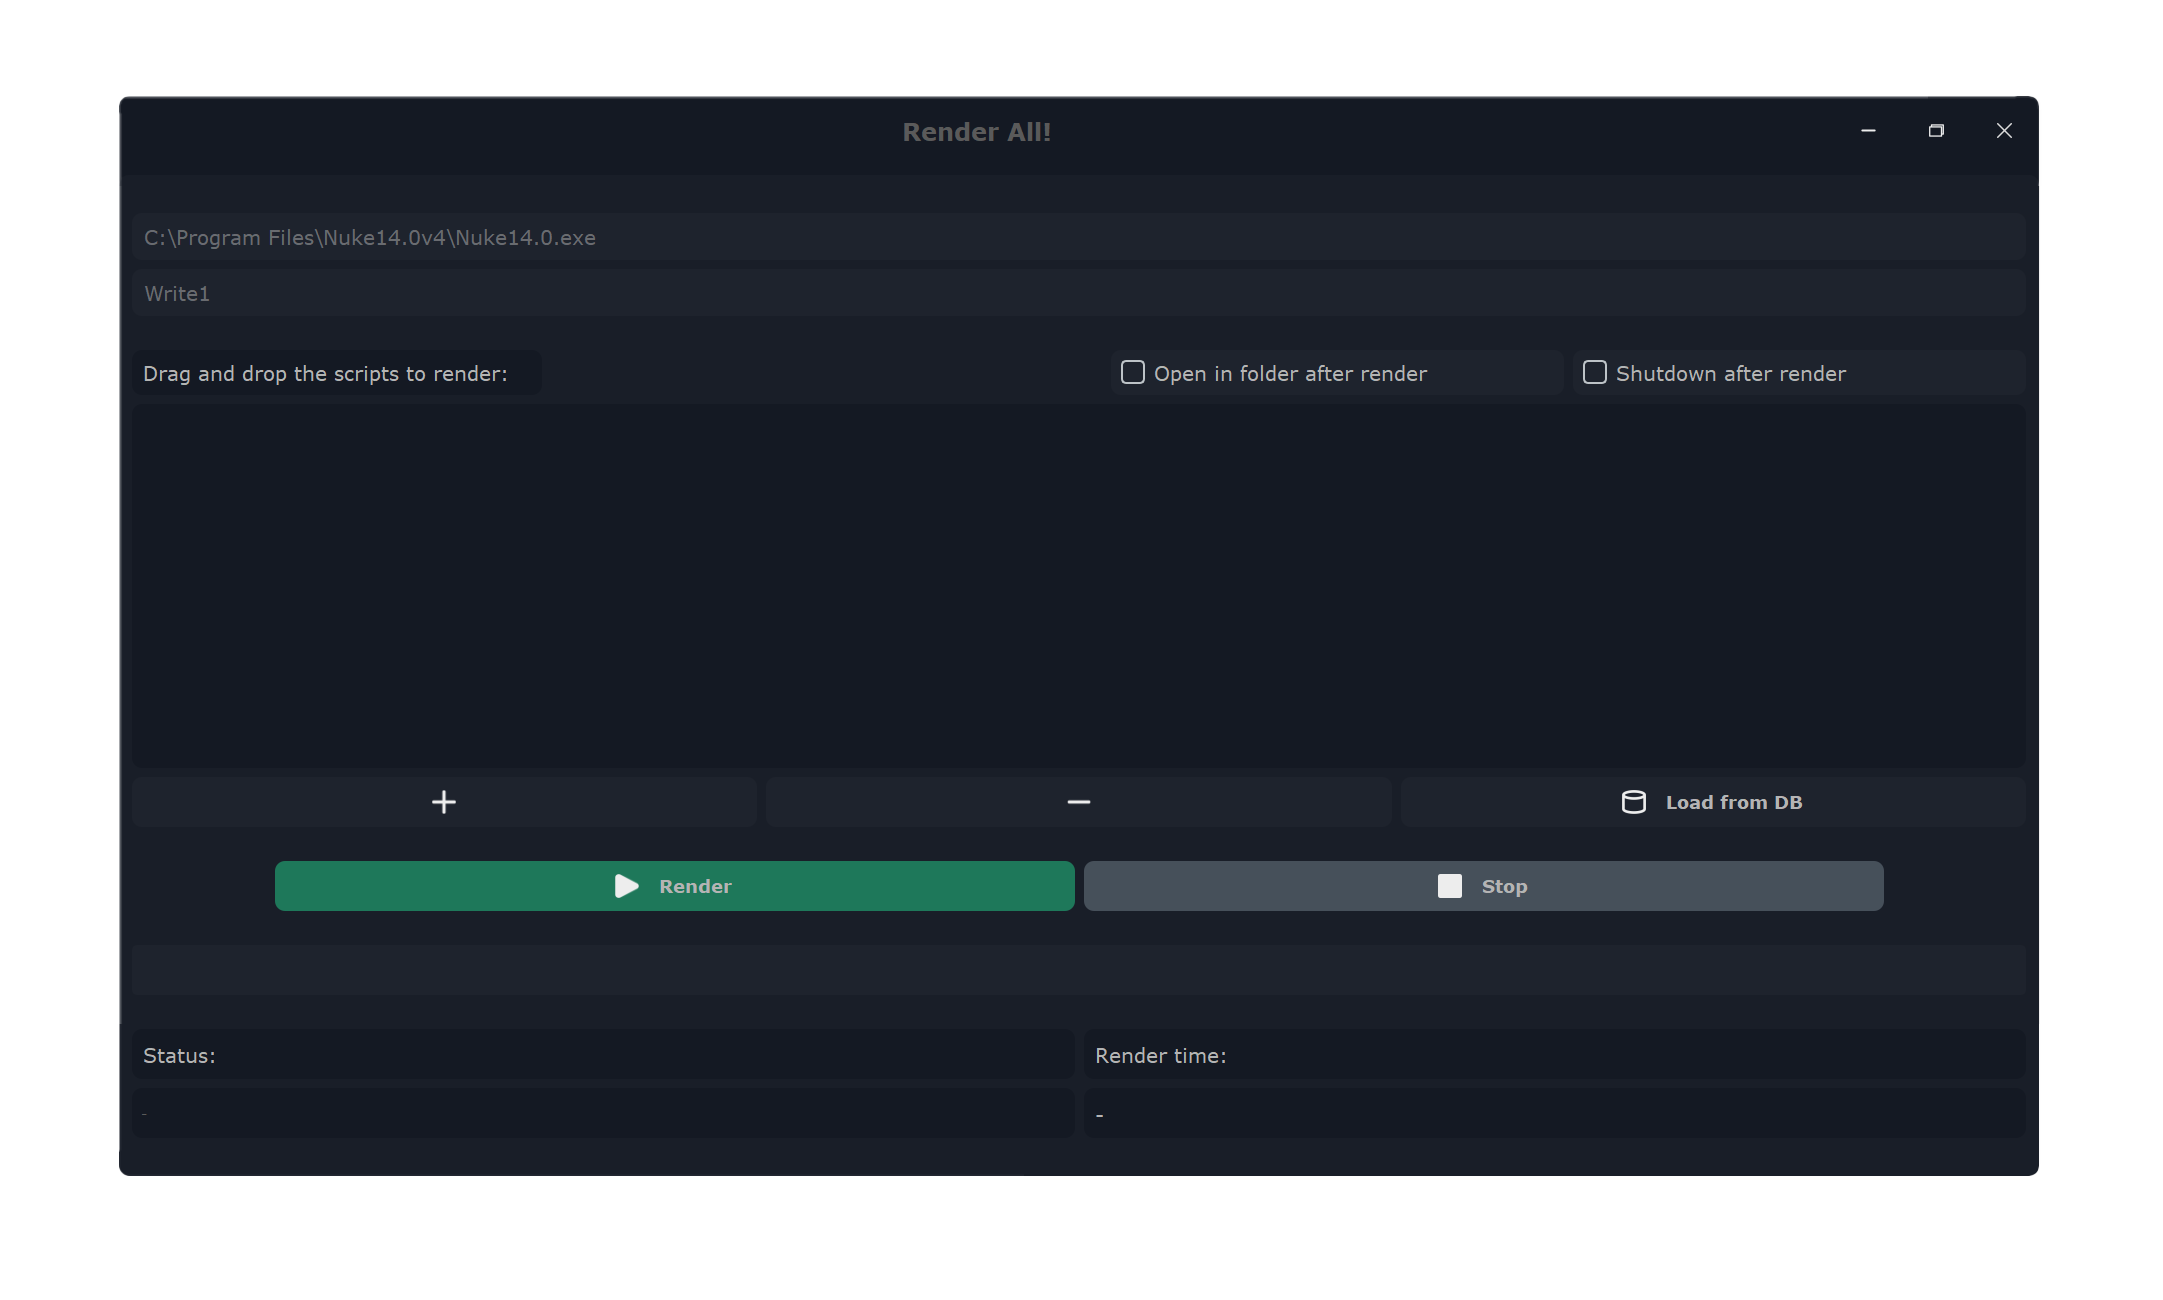 Render All!
C:\Program Files\Nuke14.0v4\Nuke14.0.exe
Write1
Drag and drop the scripts to render:
Open in folder after render
Shutdown after render
Load from DB
Render
Stop
Status:
Render time:
-
-